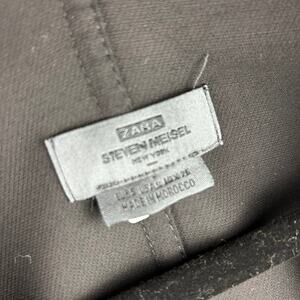 ZARA
STEVEN MEISEL
NEW YORK
MADE IN MOROCCO